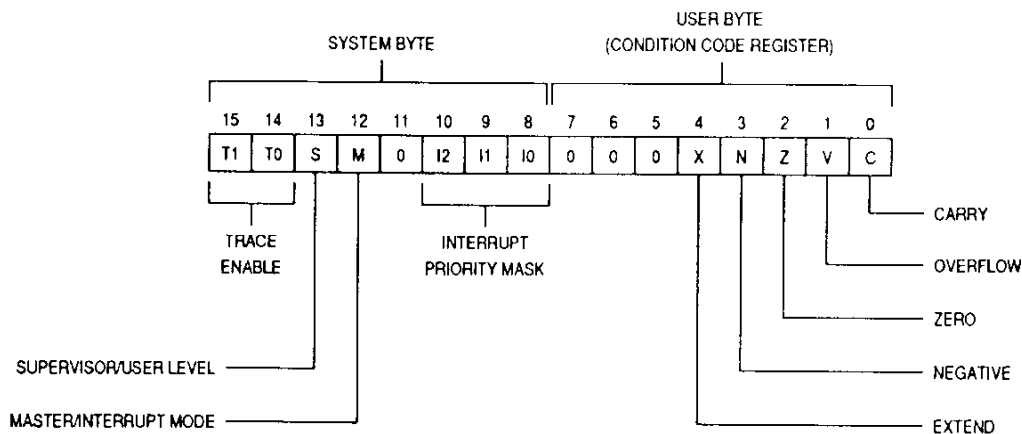 USER BYTE
SYSTEM BYTE
(CONDITION CODE REGISTER)
15 14 13 12 11 10 9 8 7 6 5 4 3 2 1 0
T1 T0 S M 0 I2 I1 I0 0 0 0 X N Z V C
CARRY
TRACE
ENABLE
INTERRUPT
PRIORITY MASK
OVERFLOW
ZERO
SUPERVISOR/USER LEVEL
NEGATIVE
MASTER/INTERRUPT MODE
EXTEND